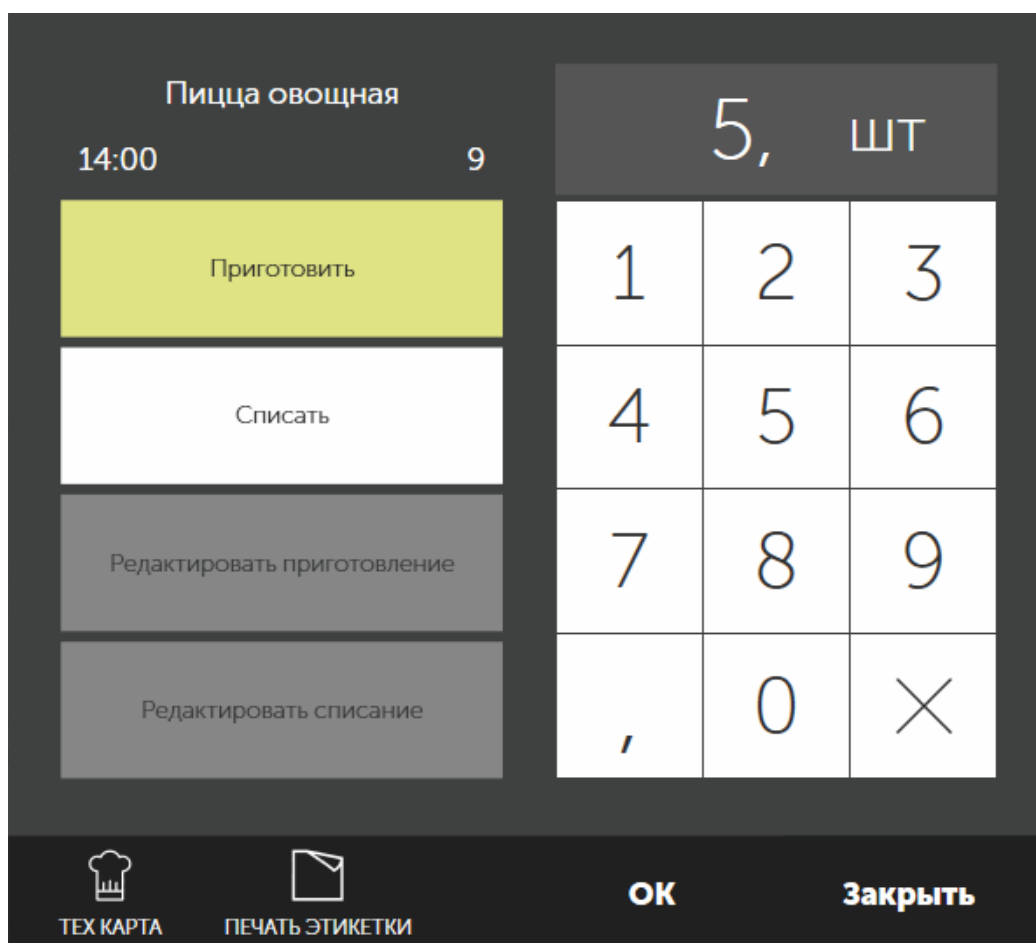 Пицца овощная
14:00 9
Приготовить
Списать
Редактировать приготовление
Редактировать списание
5, шт
1 2 3
4 5 6
7 8 9
, 0 ×
ТЕХ КАРТА
ПЕЧАТЬ ЭТИКЕТКИ
ОК
Закрыть